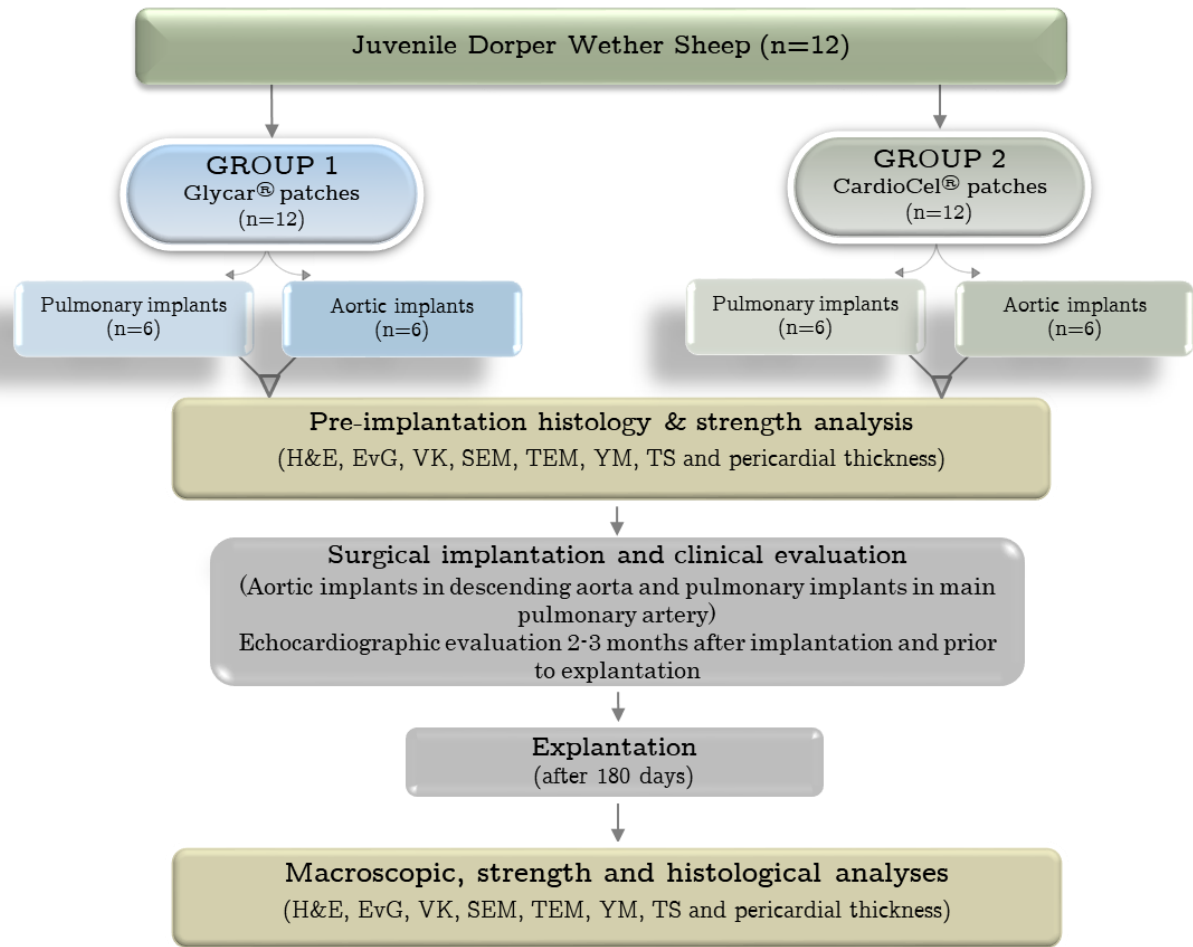 Juvenile Dorper Wether Sheep (n=12)
GROUP 1
Glycar® patches
(n=12)
GROUP 2
CardioCel® patches
(n=12)
Pulmonary implants
(n=6)
Aortic implants
(n=6)
Pulmonary implants
(n=6)
Aortic implants
(n=6)
Pre-implantation histology & strength analysis
(H&E, EvG, VK, SEM, TEM, YM, TS and pericardial thickness)
Surgical implantation and clinical evaluation
(Aortic implants in descending aorta and pulmonary implants in main
pulmonary artery)
Echocardiographic evaluation 2-3 months after implantation and prior
to explantation
Explantation
(after 180 days)
Macroscopic, strength and histological analyses
(H&E, EvG, VK, SEM, TEM, YM, TS and pericardial thickness)